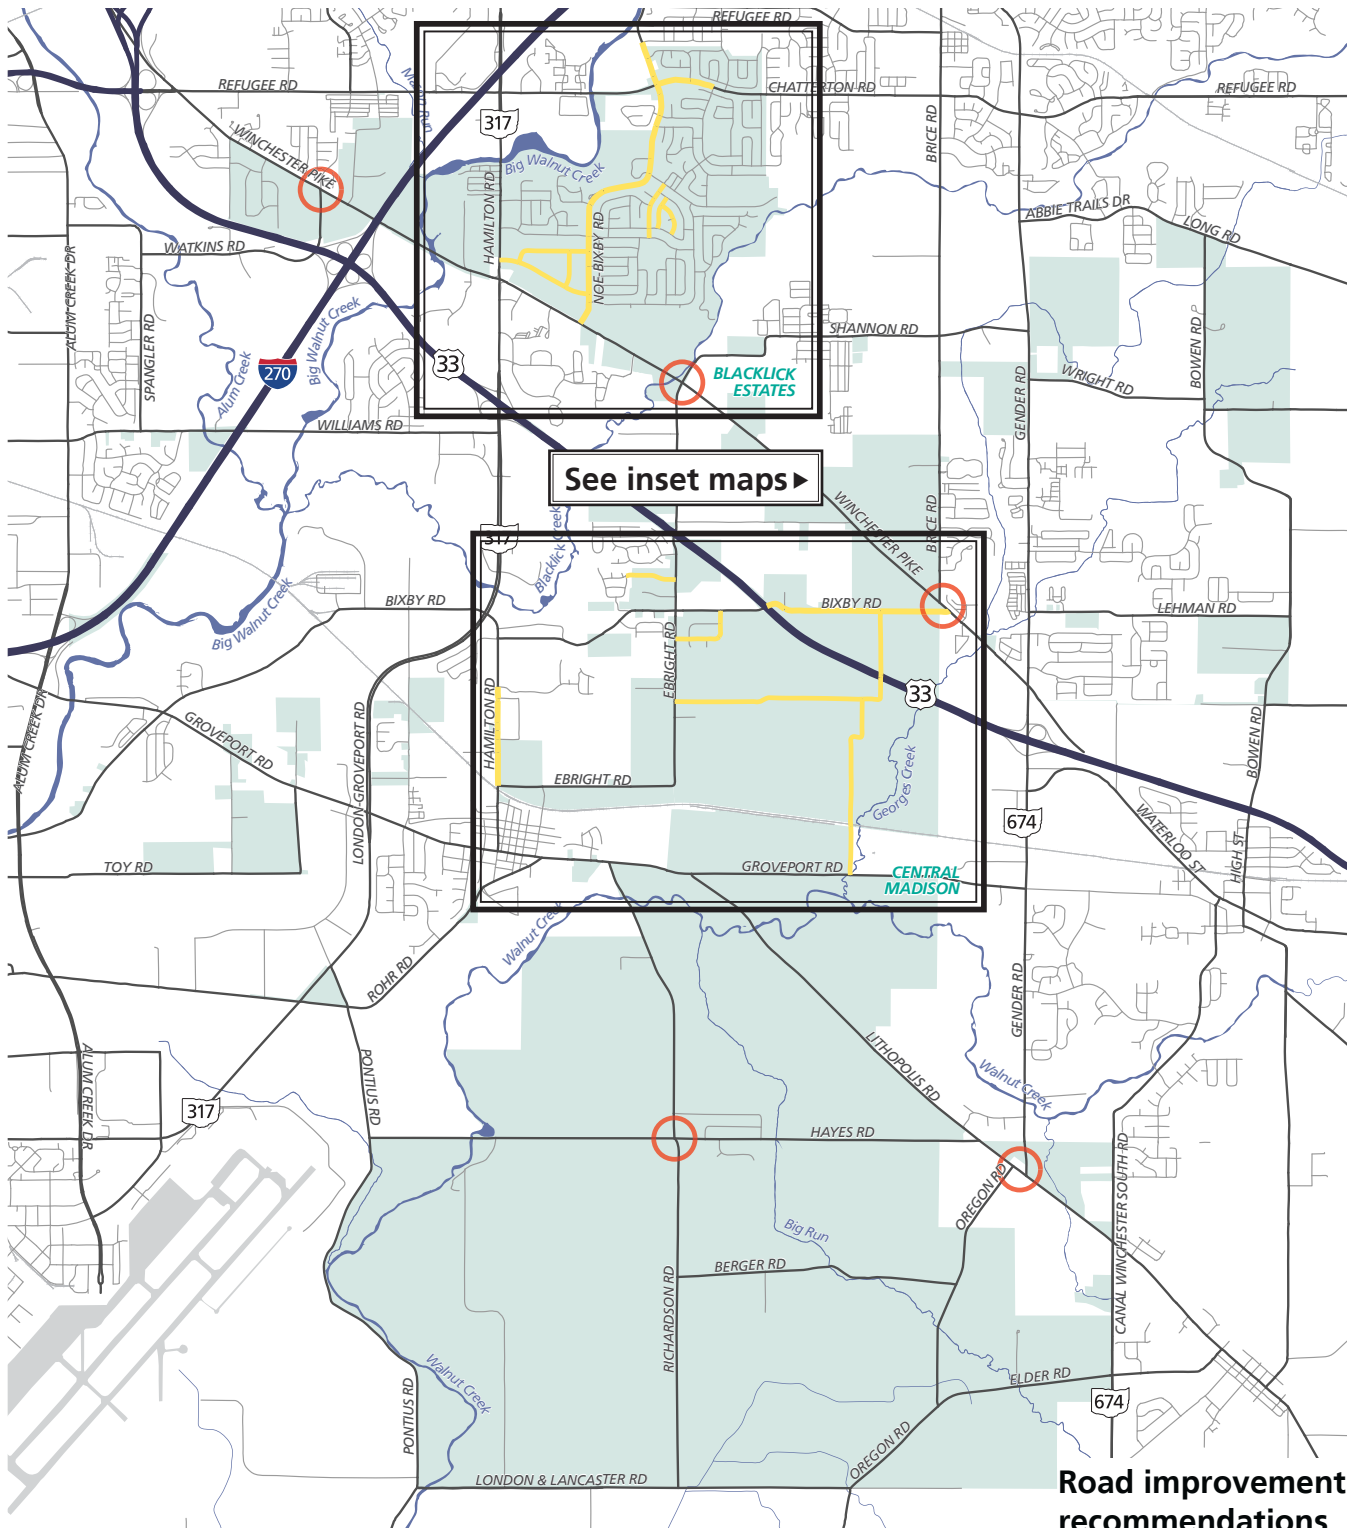 REFUGEE RD
REFUGEE RD
CHATTERTON RD
REFUGEE RD
Mason Run
317
WINCHESTER PIKE
Big Walnut Creek
BRICE RD
HAMILTON RD
NOE-BIXBY RD
ABBIE TRAILS DR
LONG RD
WATKINS RD
ALUM CREEK DR
SPANGLER RD
Big Walnut Creek
Alum Creek
270
33
SHANNON RD
BOWEN RD
BLACKLICK
ESTATES
WRIGHT RD
GENDER RD
WILLIAMS RD
See inset maps
WINCHESTER PIKE
BRICE RD
317
Blacklick Creek
Big Walnut Creek
BIXBY RD
BIXBY RD
LEHMAN RD
EBRIGHT RD
HAMILTON RD
33
ALUM CREEK DR
GROVEPORT RD
LONDON-GROVEPORT RD
BOWEN RD
EBRIGHT RD
Georges Creek
674
WATERLOO ST
HIGH ST
TOY RD
GROVEPORT RD
CENTRAL
MADISON
Walnut Creek
ROHR RD
GENDER RD
LITHOPOLIS RD
Walnut Creek
ALUM CREEK DR
PONTIUS RD
317
HAYES RD
OREGON RD
CANAL WINCHESTER SOUTH RD
Big Run
BERGER RD
RICHARDSON RD
Walnut Creek
ELDER RD
674
PONTIUS RD
OREGON RD
LONDON & LANCASTER RD
Road improvement
recommendations